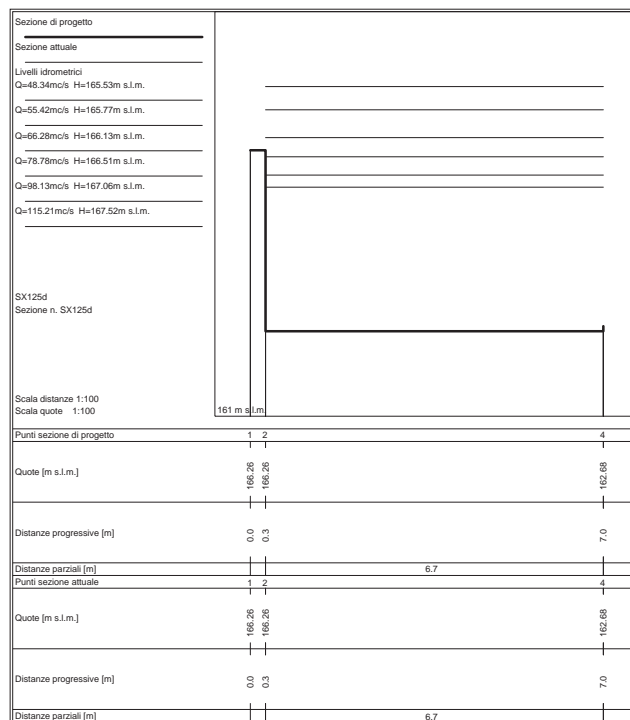 Sezione di progetto
Sezione attuale
Livelli idrometrici
Q=48.34mc/s H=165.53m s.l.m.
Q=55.42mc/s H=165.77m s.l.m.
Q=66.28mc/s H=166.13m s.l.m.
Q=78.78mc/s H=166.51m s.l.m.
Q=98.13mc/s H=167.06m s.l.m.
Q=115.21mc/s H=167.52m s.l.m.
SX125d
Sezione n. SX125d
Scala distanze 1:100
Scala quote 1:100
161 m s.l.m.
Punti sezione di progetto 1 2 4
Quote [m s.l.m.] 166.26 166.26 162.68
Distanze progressive [m] 0.0 0.3 7.0
Distanze parziali [m] 6.7
Punti sezione attuale 1 2 4
Quote [m s.l.m.] 166.26 166.26 162.68
Distanze progressive [m] 0.0 0.3 7.0
Distanze parziali [m] 6.7